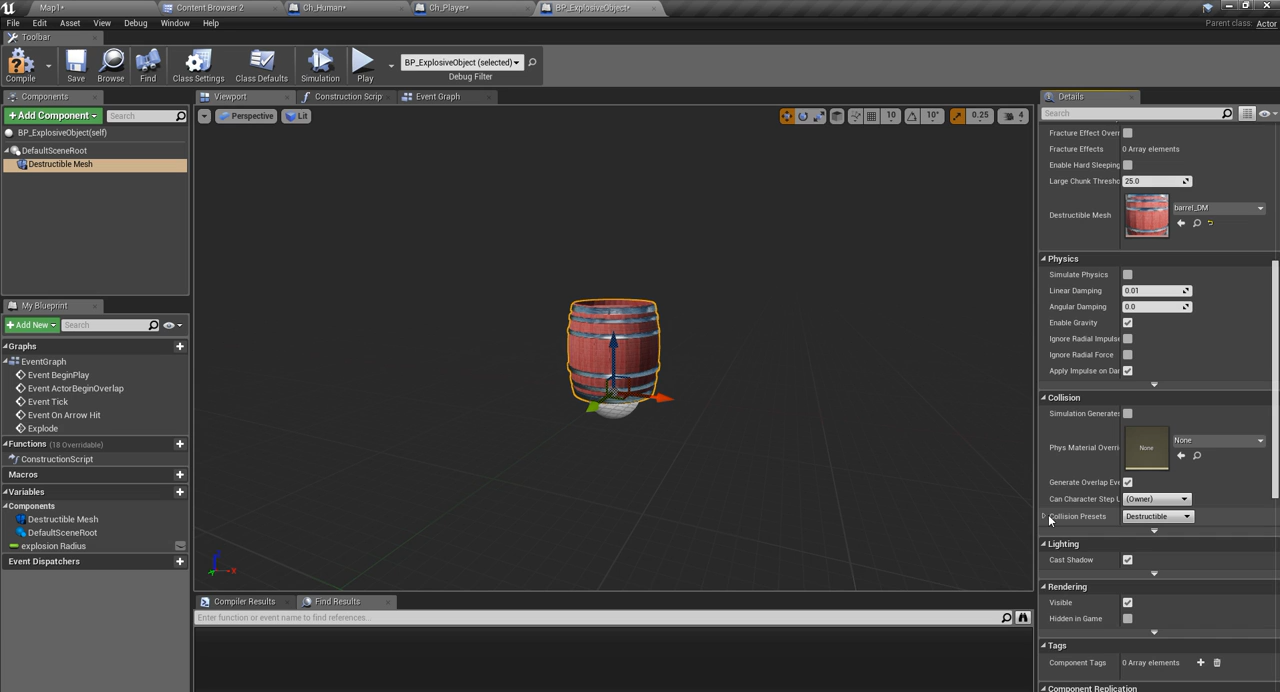 Map1*
Content Browser 2
Ch_Human*
Ch_Player*
BP_ExplosiveObject*
File Edit Asset View Debug Window Help
Parent class: Actor
Toolbar
Compile
Save
Browse
Find
Class Settings
Class Defaults
Simulation
Play
BP_ExplosiveObject (selected)
Debug Filter
Components
+ Add Component
Search
BP_ExplosiveObject(self)
DefaultSceneRoot
Destructible Mesh
My Blueprint
+ Add New
Search
Graphs
EventGraph
Event BeginPlay
Event ActorBeginOverlap
Event Tick
Event On Arrow Hit
Explode
Functions (18 Overridable)
ConstructionScript
Macros
Variables
Components
Destructible Mesh
DefaultSceneRoot
explosion Radius
Event Dispatchers
Viewport
Construction Scrip
Event Graph
Perspective
Lit
10
10°
0.25
4
X
Compiler Results
Find Results
Enter function or event name to find references...
Details
Search
Fracture Effect Overr
Fracture Effects 0 Array elements
Enable Hard Sleeping
Large Chunk Thresho 25.0
Destructible Mesh
barrel_DM
Physics
Simulate Physics
Linear Damping 0.01
Angular Damping 0.0
Enable Gravity
Ignore Radial Impulse
Ignore Radial Force
Apply Impulse on Dar
Collision
Simulation Generates
Phys Material Overri
None
None
Generate Overlap Eve
Can Character Step U (Owner)
Collision Presets Destructible
Lighting
Cast Shadow
Rendering
Visible
Hidden in Game
Tags
Component Tags 0 Array elements
Component Replication